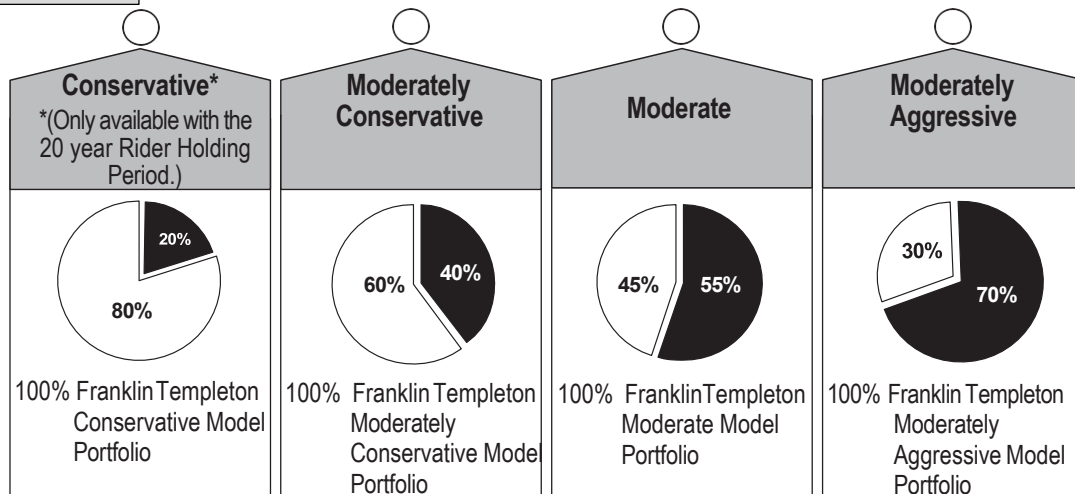 Conservative*
*(Only available with the
20 year Rider Holding
Period.)
20%
80%
100% Franklin Templeton
Conservative Model
Portfolio
Moderately
Conservative
40%
60%
100% Franklin Templeton
Moderately
Conservative Model
Portfolio
Moderate
45%
55%
100% Franklin Templeton
Moderate Model
Portfolio
Moderately
Aggressive
30%
70%
100% Franklin Templeton
Moderately
Aggressive Model
Portfolio